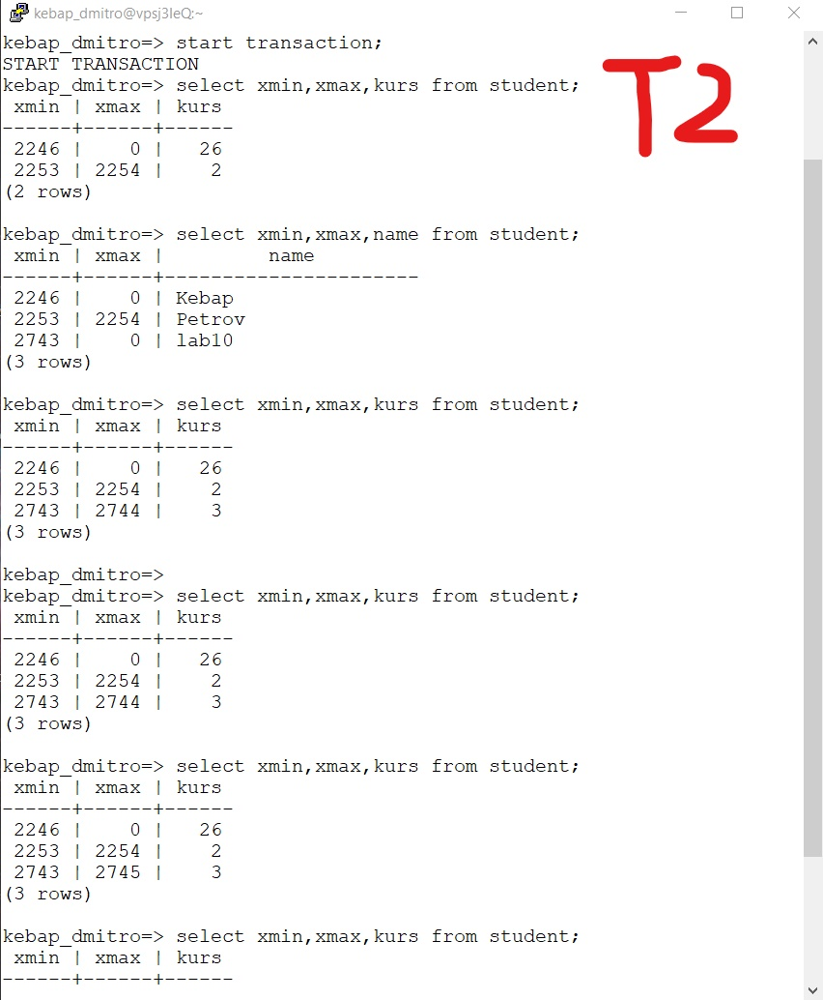 kebap_dmitro@vpsj3IeQ:~
kebap_dmitro=> start transaction;
START TRANSACTION
T2
kebap_dmitro=> select xmin,xmax,kurs from student;
 xmin | xmax | kurs
------+------+------
 2246 |    0 |   26
 2253 | 2254 |    2
(2 rows)
kebap_dmitro=> select xmin,xmax,name from student;
 xmin | xmax |         name
------+------+----------------------
 2246 |    0 | Kebap
 2253 | 2254 | Petrov
 2743 |    0 | lab10
(3 rows)
kebap_dmitro=> select xmin,xmax,kurs from student;
 xmin | xmax | kurs
------+------+------
 2246 |    0 |   26
 2253 | 2254 |    2
 2743 | 2744 |    3
(3 rows)
kebap_dmitro=>
kebap_dmitro=> select xmin,xmax,kurs from student;
 xmin | xmax | kurs
------+------+------
 2246 |    0 |   26
 2253 | 2254 |    2
 2743 | 2744 |    3
(3 rows)
kebap_dmitro=> select xmin,xmax,kurs from student;
 xmin | xmax | kurs
------+------+------
 2246 |    0 |   26
 2253 | 2254 |    2
 2743 | 2745 |    3
(3 rows)
kebap_dmitro=> select xmin,xmax,kurs from student;
 xmin | xmax | kurs
------+------+------